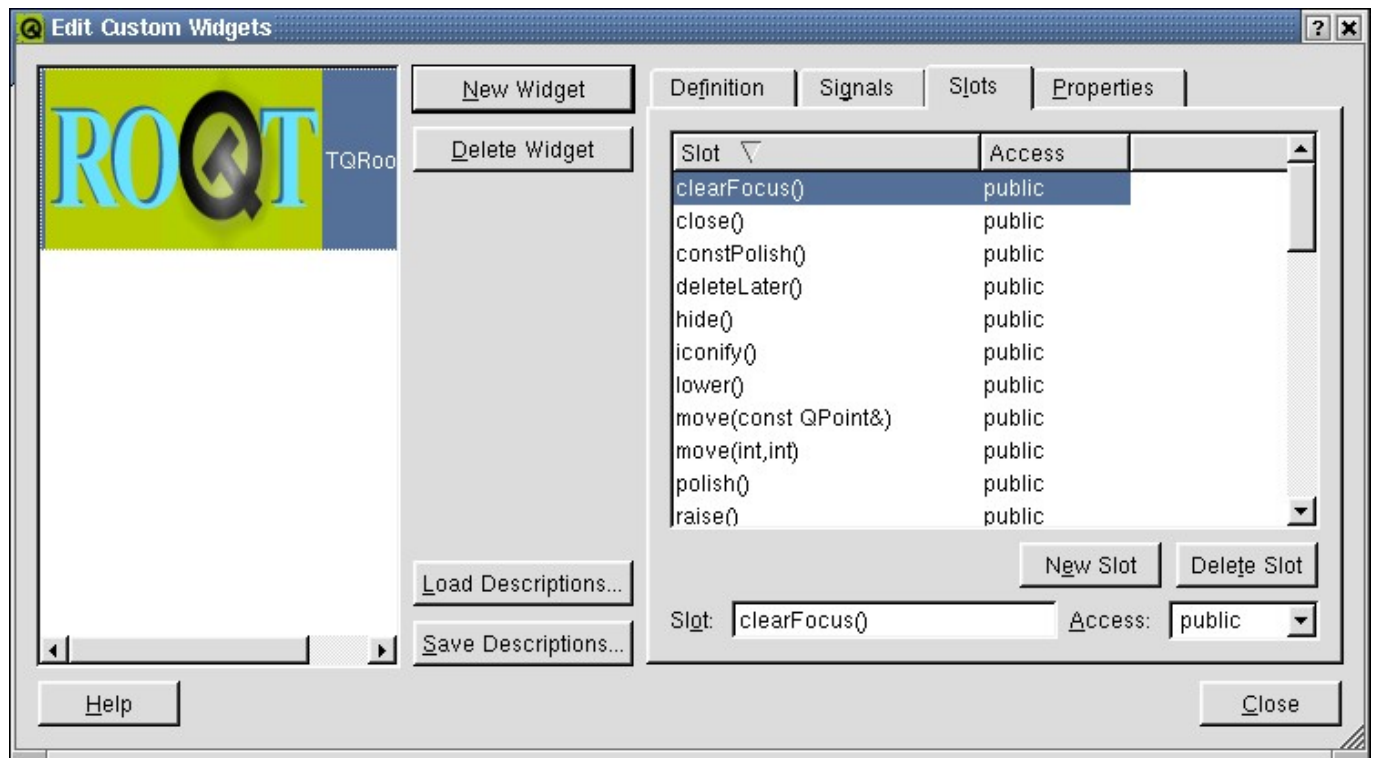 Edit Custom Widgets
ROQT
TQRoo
New Widget
Delete Widget
Load Descriptions...
Save Descriptions...
Definition
Signals
Slots
Properties
Slot Access
clearFocus() public
close() public
constPolish() public
deleteLater() public
hide() public
iconify() public
lower() public
move(const QPoint&) public
move(int,int) public
polish() public
raise() public
New Slot
Delete Slot
Slot: clearFocus()
Access: public
Help
Close